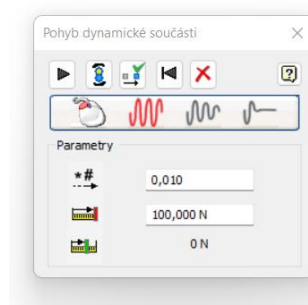 Pohyb dynamické součásti
Parametry
*#
0,010
100,000 N
0 N